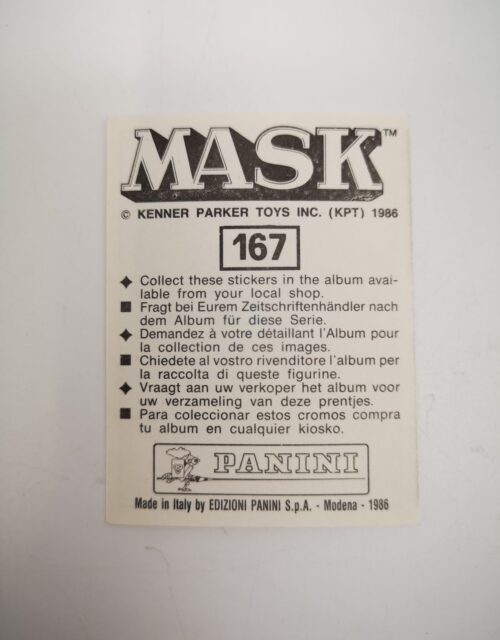 MASK™
© KENNER PARKER TOYS INC. (KPT) 1986
167
Collect these stickers in the album avai-
lable from your local shop.
Fragt bei Eurem Zeitschriftenhändler nach
dem Album für diese Serie.
Demandez à votre détaillant l'Album pour
la collection de ces images.
Chiedete al vostro rivenditore l'album per
la raccolta di queste figurine.
Vraagt aan uw verkoper het album voor
uw verzameling van deze prentjes.
Para coleccionar estos cromos compra
tu album en cualquier kiosko.
PANINI
Made in Italy by EDIZIONI PANINI S.p.A. - Modena - 1986